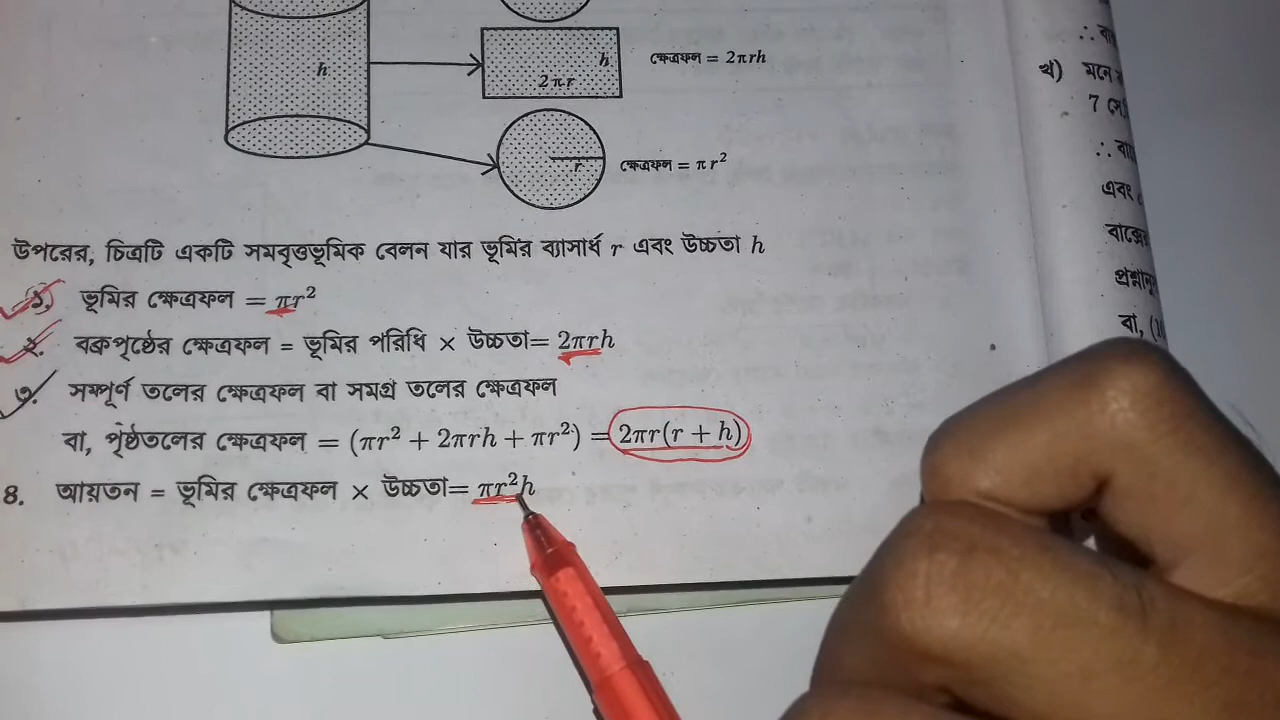 h
h
2πr
ক্ষেত্রফল = 2πrh
r
ক্ষেত্রফল = πr²
উপরের, চিত্রটি একটি সমবৃত্তভূমিক বেলন যার ভূমির ব্যাসার্ধ r এবং উচ্চতা h
১. ভূমির ক্ষেত্রফল = πr²
২. বক্রপৃষ্ঠের ক্ষেত্রফল = ভূমির পরিধি × উচ্চতা= 2πrh
৩. সম্পূর্ণ তলের ক্ষেত্রফল বা সমগ্র তলের ক্ষেত্রফল
বা, পৃষ্ঠতলের ক্ষেত্রফল = (πr² + 2πrh + πr²) = 2πr(r + h)
৪. আয়তন = ভূমির ক্ষেত্রফল × উচ্চতা= πr²h
খ) মনে
7
এবং